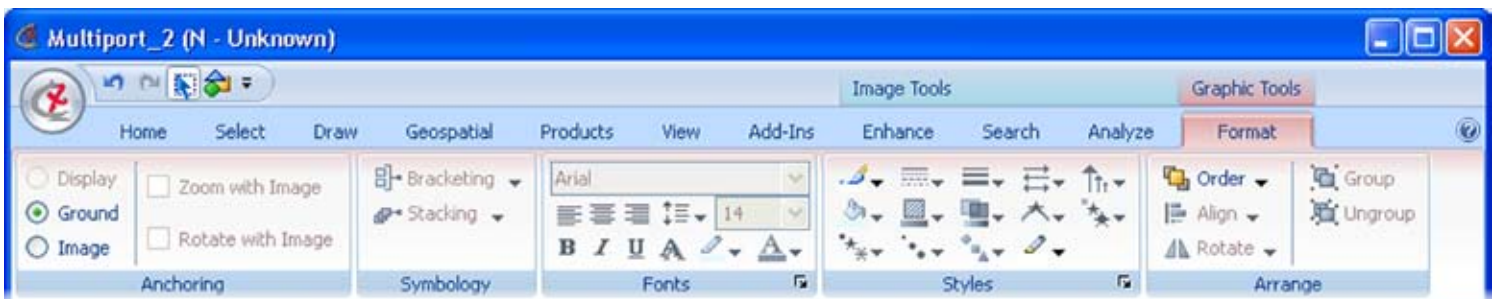 Multiport_2 (N - Unknown)
Image Tools Graphic Tools
Home Select Draw Geospatial Products View Add-Ins Enhance Search Analyze Format
Display Zoom with Image Bracketing Arial Order Group
Ground Stacking 14 Align Ungroup
Image Rotate with Image B I U A A Rotate
Anchoring Symbology Fonts Styles Arrange